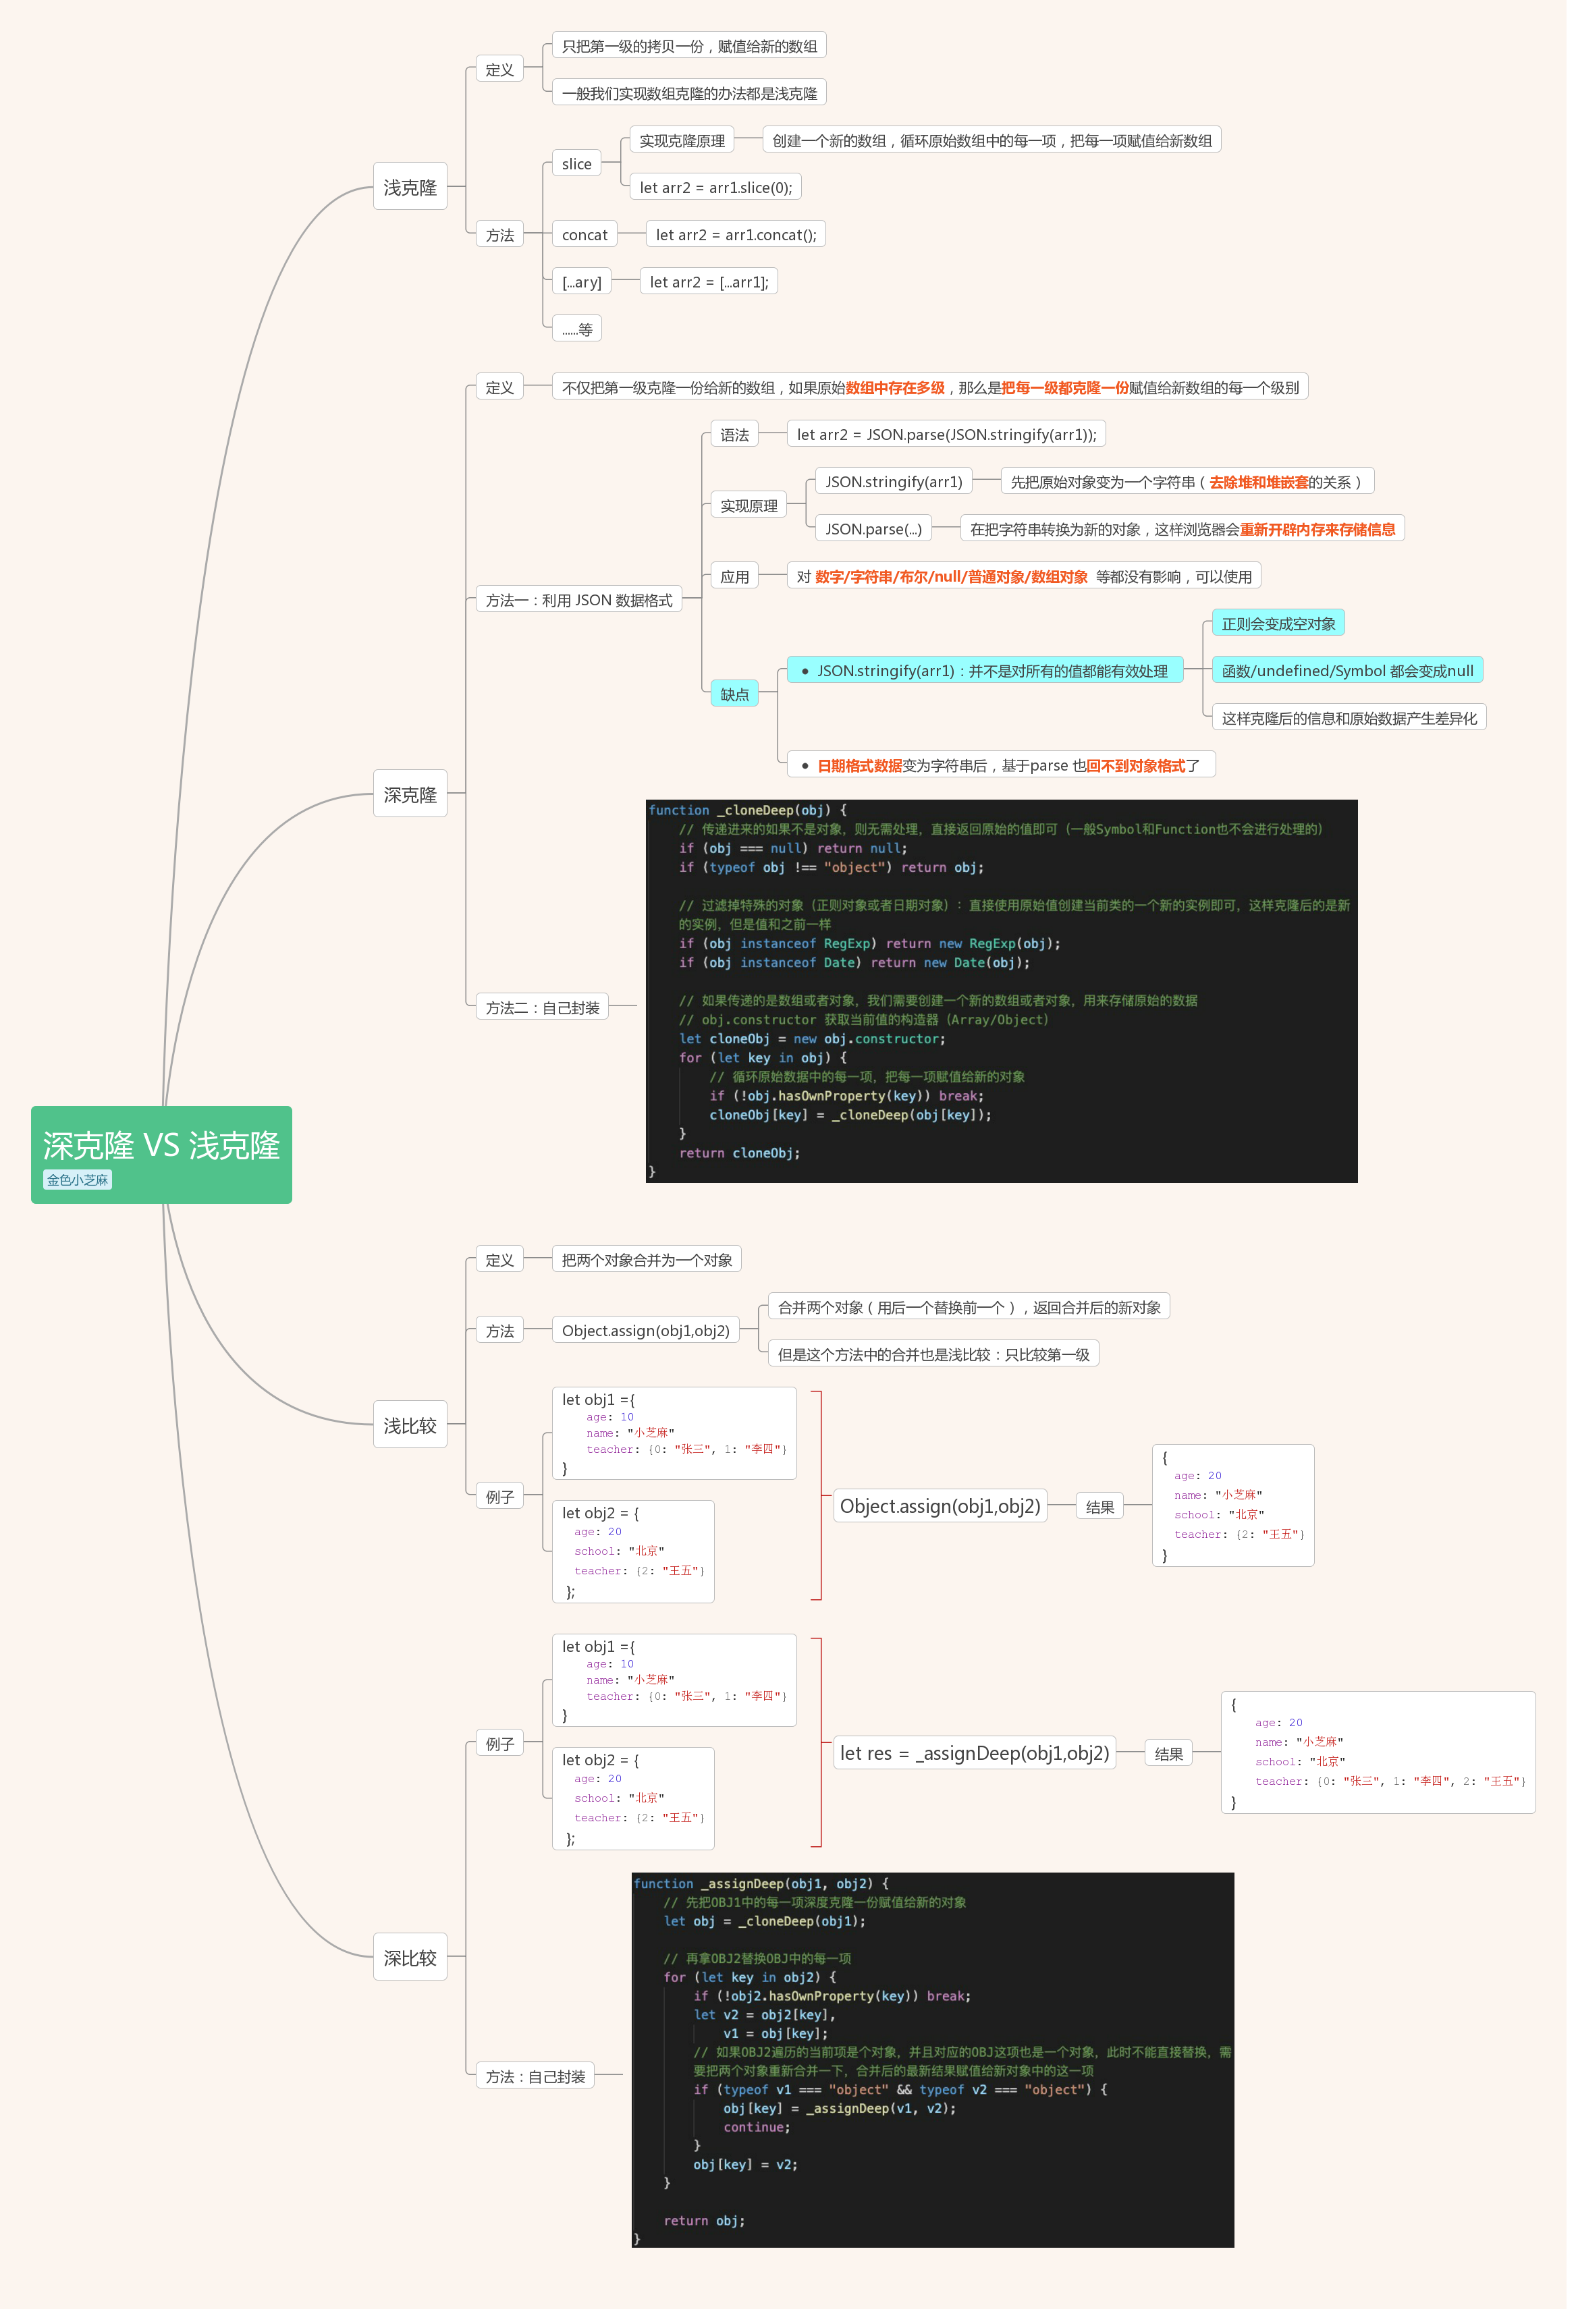 深克隆 VS 浅克隆
金色小芝麻
浅克隆
定义
只把第一级的拷贝一份，赋值给新的数组
一般我们实现数组克隆的办法都是浅克隆
方法
slice
实现克隆原理
创建一个新的数组，循环原始数组中的每一项，把每一项赋值给新数组
let arr2 = arr1.slice(0);
concat
let arr2 = arr1.concat();
[...ary]
let arr2 = [...arr1];
......等
深克隆
定义
不仅把第一级克隆一份给新的数组，如果原始数组中存在多级，那么是把每一级都克隆一份赋值给新数组的每一个级别
方法一：利用 JSON 数据格式
语法
let arr2 = JSON.parse(JSON.stringify(arr1));
实现原理
JSON.stringify(arr1)
先把原始对象变为一个字符串（去除堆和堆嵌套的关系）
JSON.parse(...)
在把字符串转换为新的对象，这样浏览器会重新开辟内存来存储信息
应用
对 数字/字符串/布尔/null/普通对象/数组对象 等都没有影响，可以使用
缺点
• JSON.stringify(arr1)：并不是对所有的值都能有效处理
正则会变成空对象
函数/undefined/Symbol 都会变成null
这样克隆后的信息和原始数据产生差异化
• 日期格式数据变为字符串后，基于parse 也回不到对象格式了
方法二：自己封装
function _cloneDeep(obj) {
// 传递进来的如果不是对象，则无需处理，直接返回原始的值即可（一般Symbol和Function也不会进行处理的）
if (obj === null) return null;
if (typeof obj !== "object") return obj;
// 过滤掉特殊的对象（正则对象或者日期对象）：直接使用原始值创建当前类的一个新的实例即可，这样克隆后的是新
的实例，但是值和之前一样
if (obj instanceof RegExp) return new RegExp(obj);
if (obj instanceof Date) return new Date(obj);
// 如果传递的是数组或者对象，我们需要创建一个新的数组或者对象，用来存储原始的数据
// obj.constructor 获取当前值的构造器（Array/Object）
let cloneObj = new obj.constructor;
for (let key in obj) {
// 循环原始数据中的每一项，把每一项赋值给新的对象
if (!obj.hasOwnProperty(key)) break;
cloneObj[key] = _cloneDeep(obj[key]);
}
return cloneObj;
}
浅比较
定义
把两个对象合并为一个对象
方法
Object.assign(obj1,obj2)
合并两个对象（用后一个替换前一个），返回合并后的新对象
但是这个方法中的合并也是浅比较：只比较第一级
例子
let obj1 ={
age: 10
name: "小芝麻"
teacher: {0: "张三", 1: "李四"}
}
let obj2 = {
age: 20
school: "北京"
teacher: {2: "王五"}
};
Object.assign(obj1,obj2)
结果
{
age: 20
name: "小芝麻"
school: "北京"
teacher: {2: "王五"}
}
深比较
例子
let obj1 ={
age: 10
name: "小芝麻"
teacher: {0: "张三", 1: "李四"}
}
let obj2 = {
age: 20
school: "北京"
teacher: {2: "王五"}
};
let res = _assignDeep(obj1,obj2)
结果
{
age: 20
name: "小芝麻"
school: "北京"
teacher: {0: "张三", 1: "李四", 2: "王五"}
}
方法：自己封装
function _assignDeep(obj1, obj2) {
// 先把OBJ1中的每一项深度克隆一份赋值给新的对象
let obj = _cloneDeep(obj1);
// 再拿OBJ2替换OBJ中的每一项
for (let key in obj2) {
if (!obj2.hasOwnProperty(key)) break;
let v2 = obj2[key],
v1 = obj[key];
// 如果OBJ2遍历的当前项是个对象，并且对应的OBJ这项也是一个对象，此时不能直接替换，需
要把两个对象重新合并一下，合并后的最新结果赋值给新对象中的这一项
if (typeof v1 === "object" && typeof v2 === "object") {
obj[key] = _assignDeep(v1, v2);
continue;
}
obj[key] = v2;
}
return obj;
}